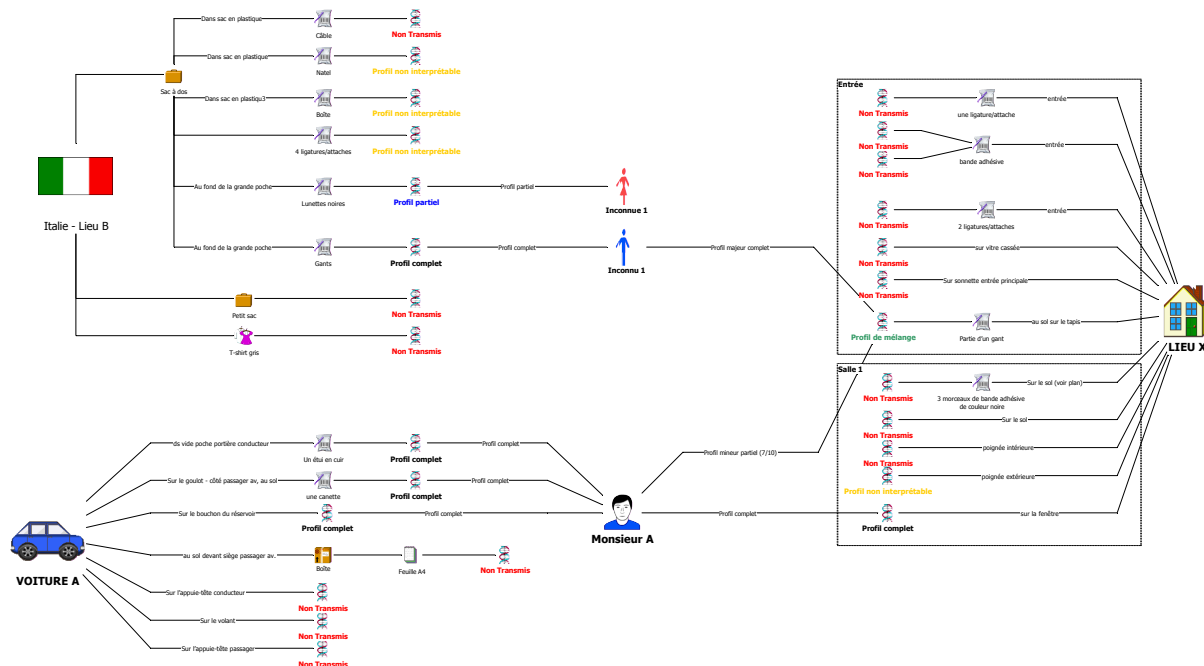 Dans sac en plastique
Câble
Non Transmis
Dans sac en plastique
Natel
Profil non interprétable
Sac à dos
Dans sac en plastiqu3
Boîte
Profil non interprétable
4 ligatures/attaches
Profil non interprétable
Au fond de la grande poche
Lunettes noires
Profil partiel
Profil partiel
Inconnue 1
Italie - Lieu B
Au fond de la grande poche
Gants
Profil complet
Profil complet
Inconnu 1
Profil majeur complet
Petit sac
Non Transmis
T-shirt gris
Non Transmis
Entrée
Non Transmis
une ligature/attache
entrée
Non Transmis
Non Transmis
bande adhésive
entrée
Non Transmis
2 ligatures/attaches
entrée
Non Transmis
sur vitre cassée
Non Transmis
Sur sonnette entrée principale
Profil de mélange
Partie d'un gant
au sol sur le tapis
LIEU X
Salle 1
Non Transmis
3 morceaux de bande adhésive
de couleur noire
Sur le sol (voir plan)
Non Transmis
Sur le sol
Non Transmis
poignée intérieure
Profil non interprétable
poignée extérieure
Profil complet
sur la fenêtre
ds vide poche portière conducteur
Un étui en cuir
Profil complet
Profil complet
Profil mineur partiel (7/10)
Sur le goulot - côté passager av, au sol
une canette
Profil complet
Profil complet
Sur le bouchon du réservoir
Profil complet
Profil complet
Monsieur A
Profil complet
VOITURE A
au sol devant siège passager av.
Boîte
Feuille A4
Non Transmis
Sur l'appuie-tête conducteur
Non Transmis
Sur le volant
Non Transmis
Sur l'appuie-tête passager
Non Transmis